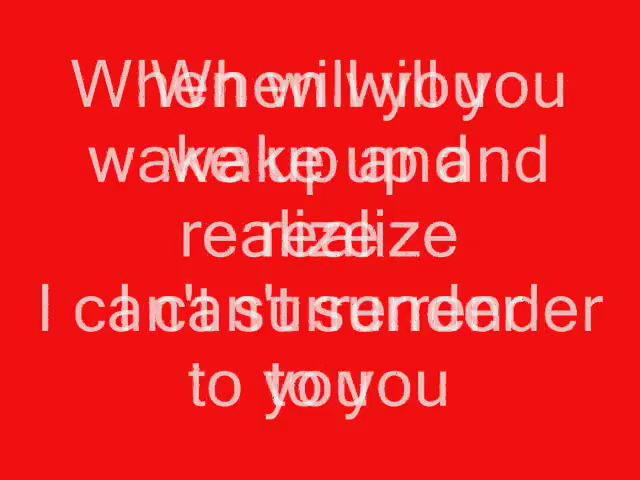 When will you
wake up and
realize
I can't surrender
to you